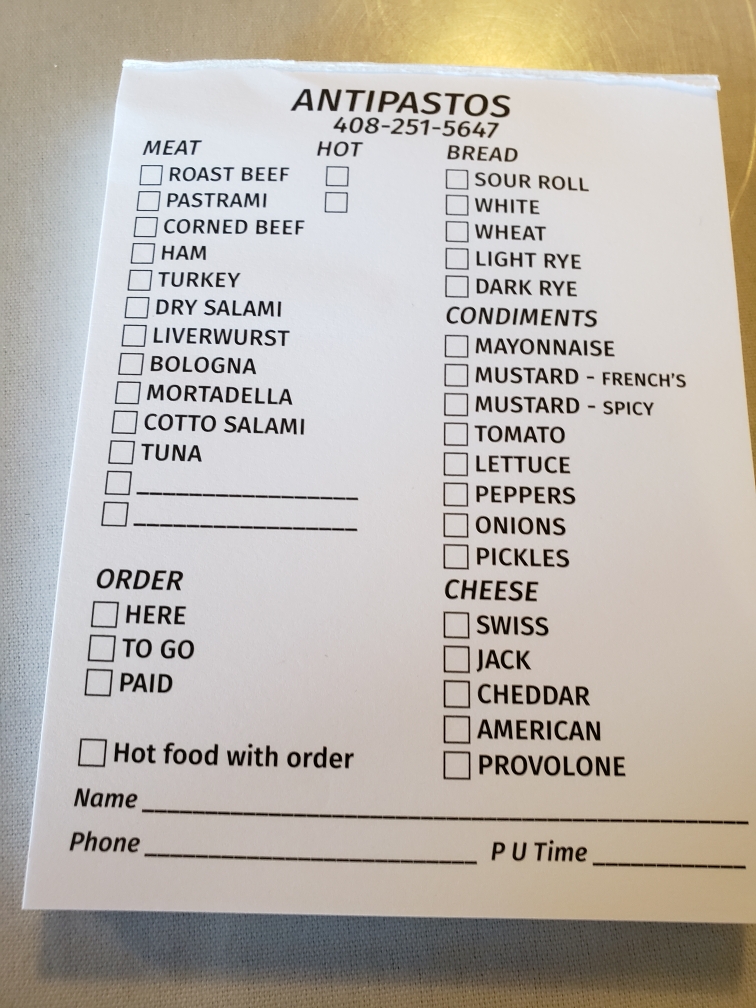 ANTIPASTOS
408-251-5647
MEAT
HOT
ROAST BEEF
PASTRAMI
CORNED BEEF
HAM
TURKEY
DRY SALAMI
LIVERWURST
BOLOGNA
MORTADELLA
COTTO SALAMI
TUNA
ORDER
HERE
TO GO
PAID
Hot food with order
BREAD
SOUR ROLL
WHITE
WHEAT
LIGHT RYE
DARK RYE
CONDIMENTS
MAYONNAISE
MUSTARD - FRENCH'S
MUSTARD - SPICY
TOMATO
LETTUCE
PEPPERS
ONIONS
PICKLES
CHEESE
SWISS
JACK
CHEDDAR
AMERICAN
PROVOLONE
Name
Phone P U Time